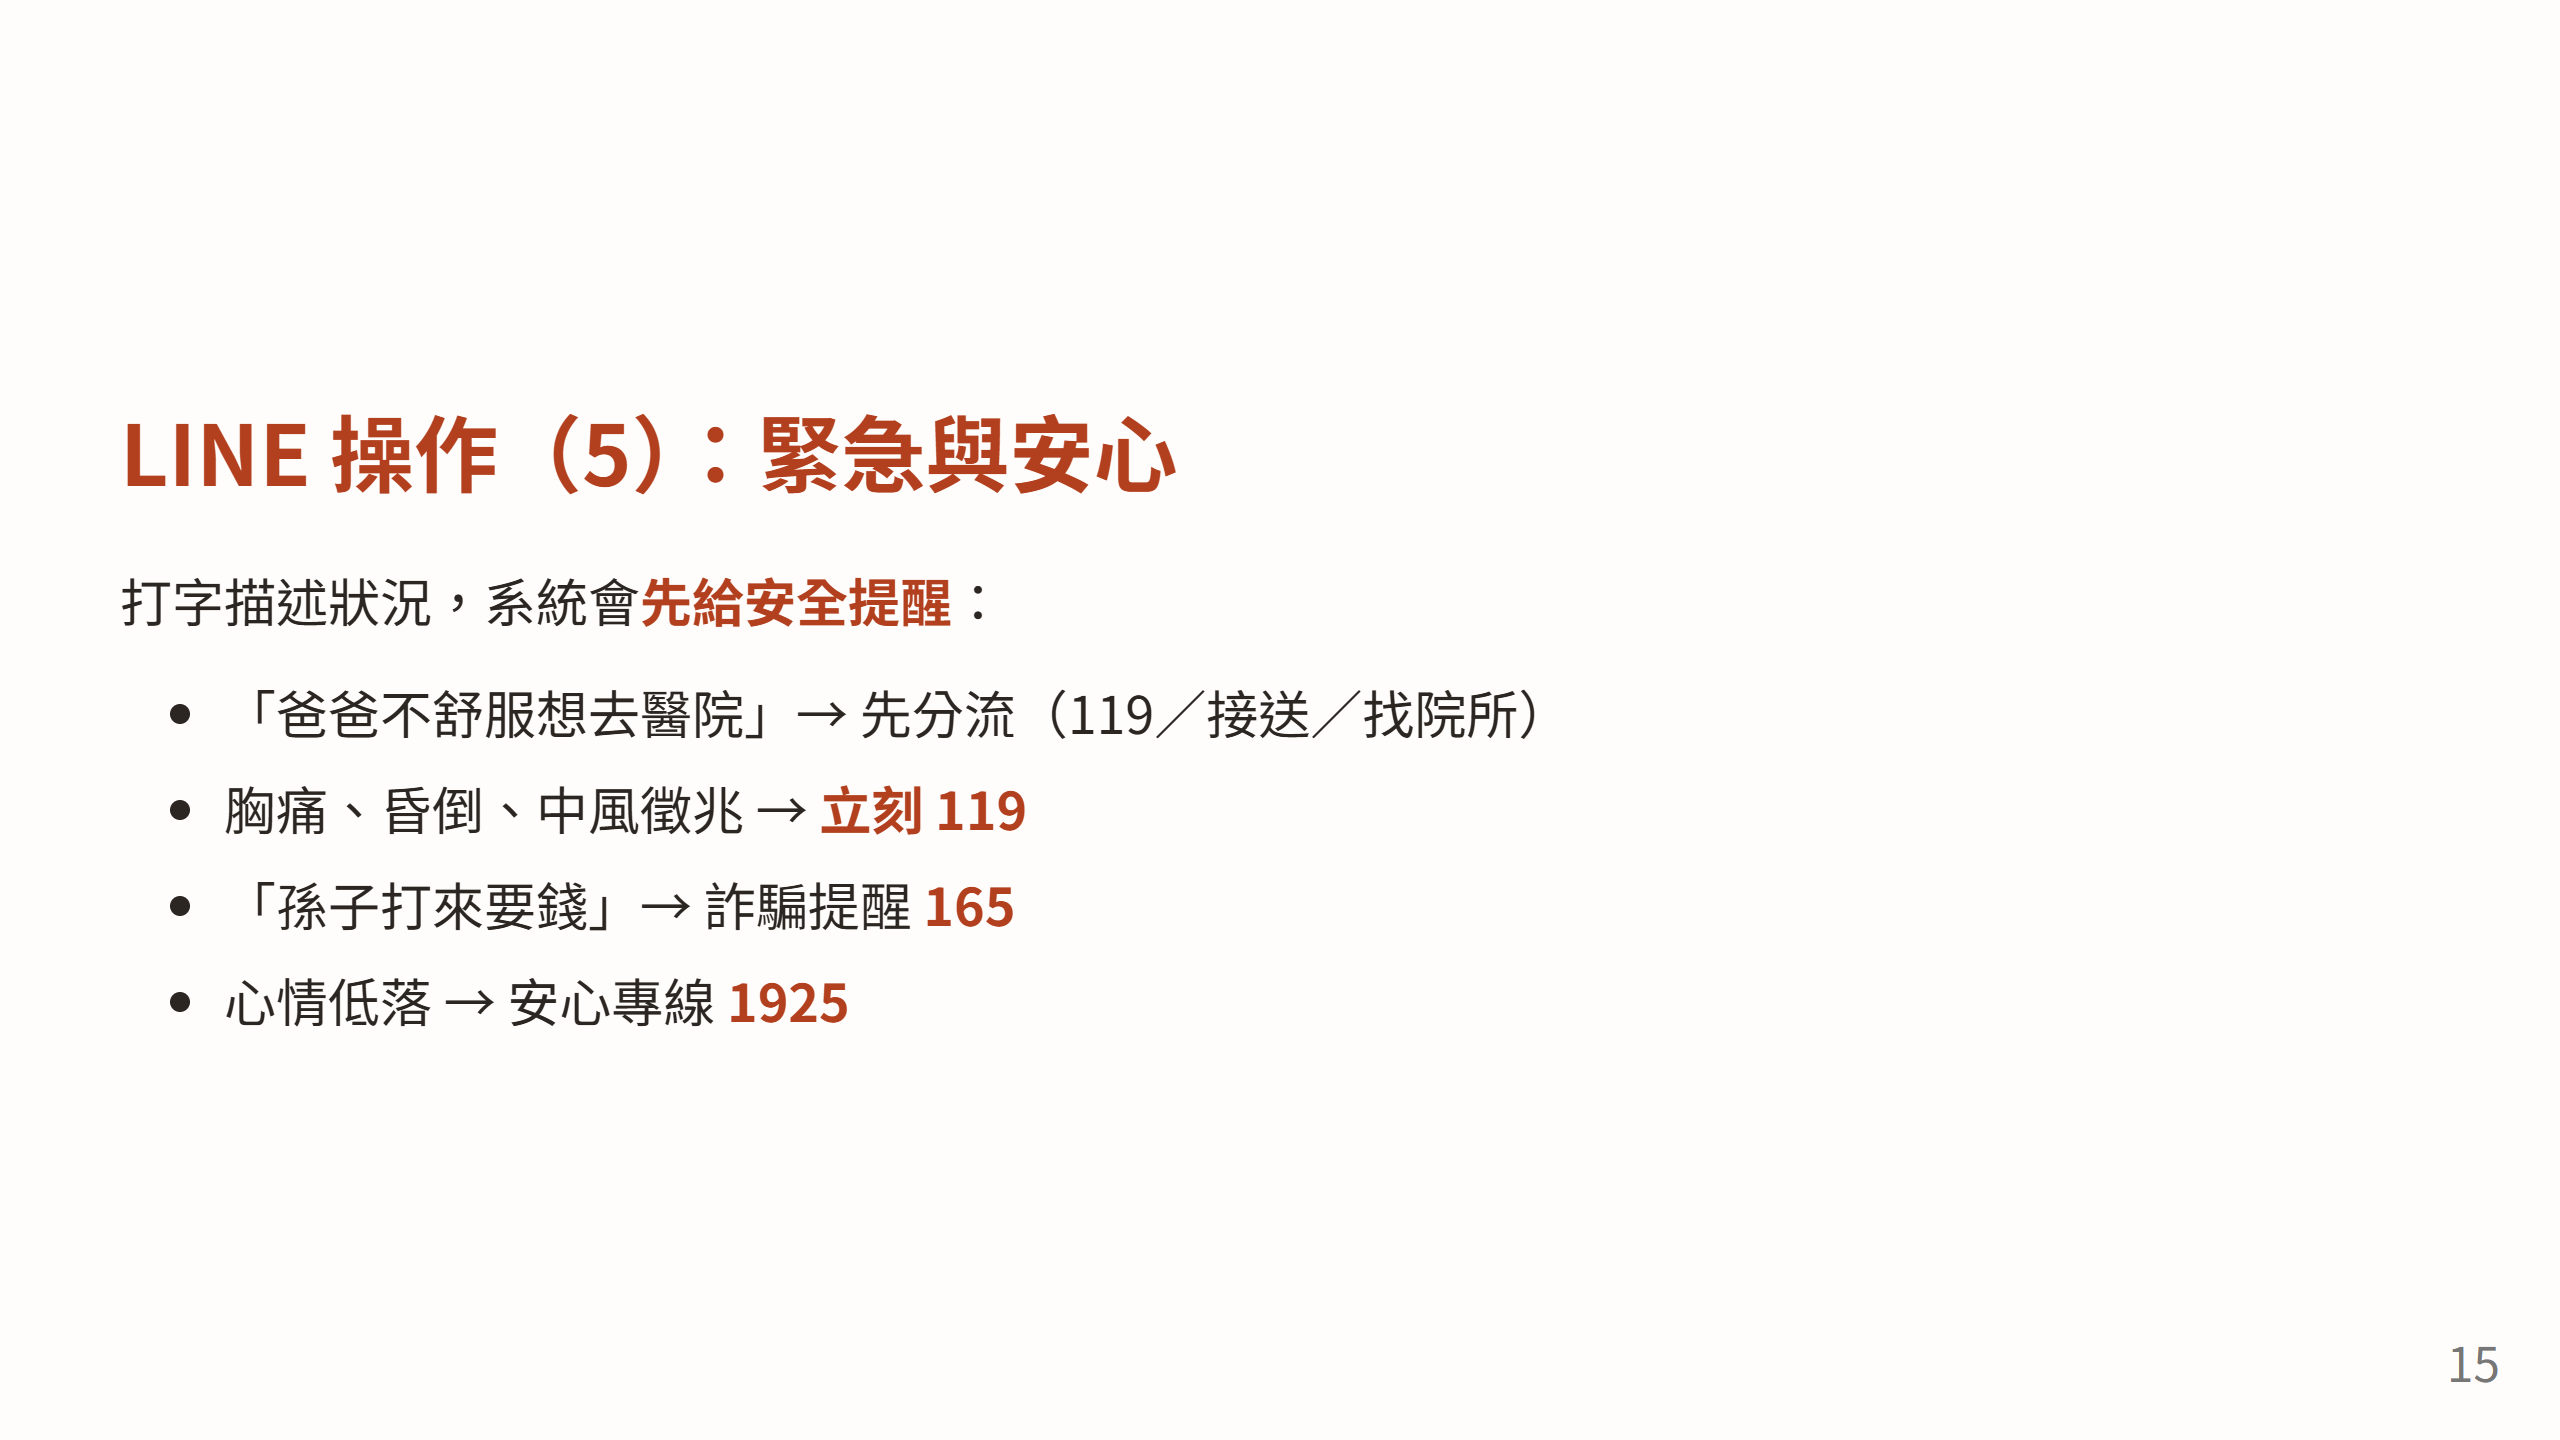 LINE 操作（5）：緊急與安心
打字描述狀況，系統會先給安全提醒：
• 「爸爸不舒服想去醫院」→ 先分流（119／接送／找院所）
• 胸痛、昏倒、中風徵兆 → 立刻 119
• 「孫子打來要錢」→ 詐騙提醒 165
• 心情低落 → 安心專線 1925
15